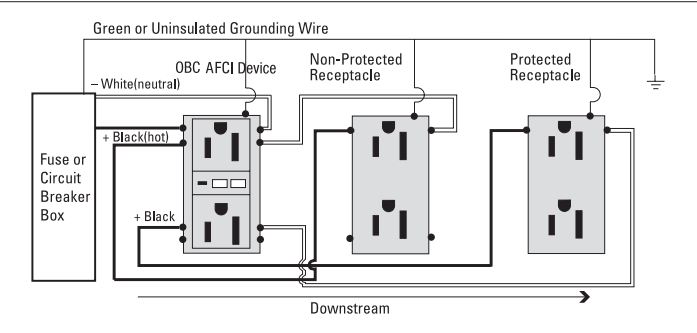 Green or Uninsulated Grounding Wire
OBC AFCI Device
Non-Protected
Receptacle
Protected
Receptacle
– White(neutral)
+ Black(hot)
Fuse or
Circuit
Breaker
Box
+ Black
Downstream